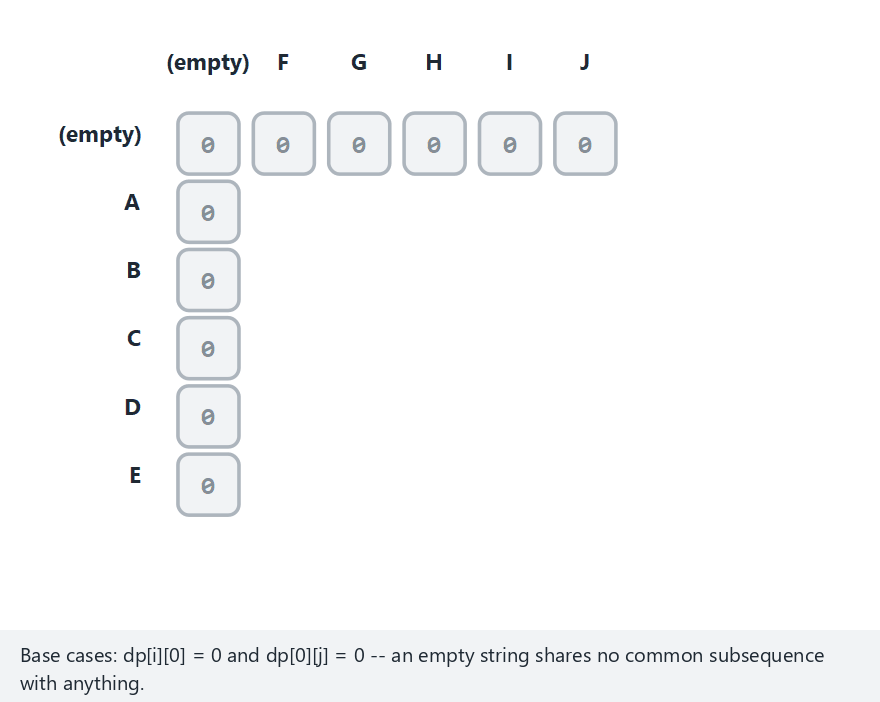 (empty) F G H I J
(empty) 0 0 0 0 0 0
A 0
B 0
C 0
D 0
E 0
Base cases: dp[i][0] = 0 and dp[0][j] = 0 -- an empty string shares no common subsequence
with anything.